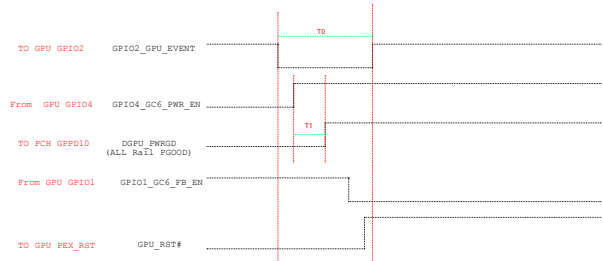 T0
TO GPU GPIO2 GPIO2_GPU_EVENT
From GPU GPIO4 GPIO4_GC6_PWR_EN
T1
TO PCH GPPD10 DGPU_PWRGD
(ALL Rail PGOOD)
From GPU GPIO1 GPIO1_GC6_FB_EN
TO GPU PEX_RST GPU_RST#